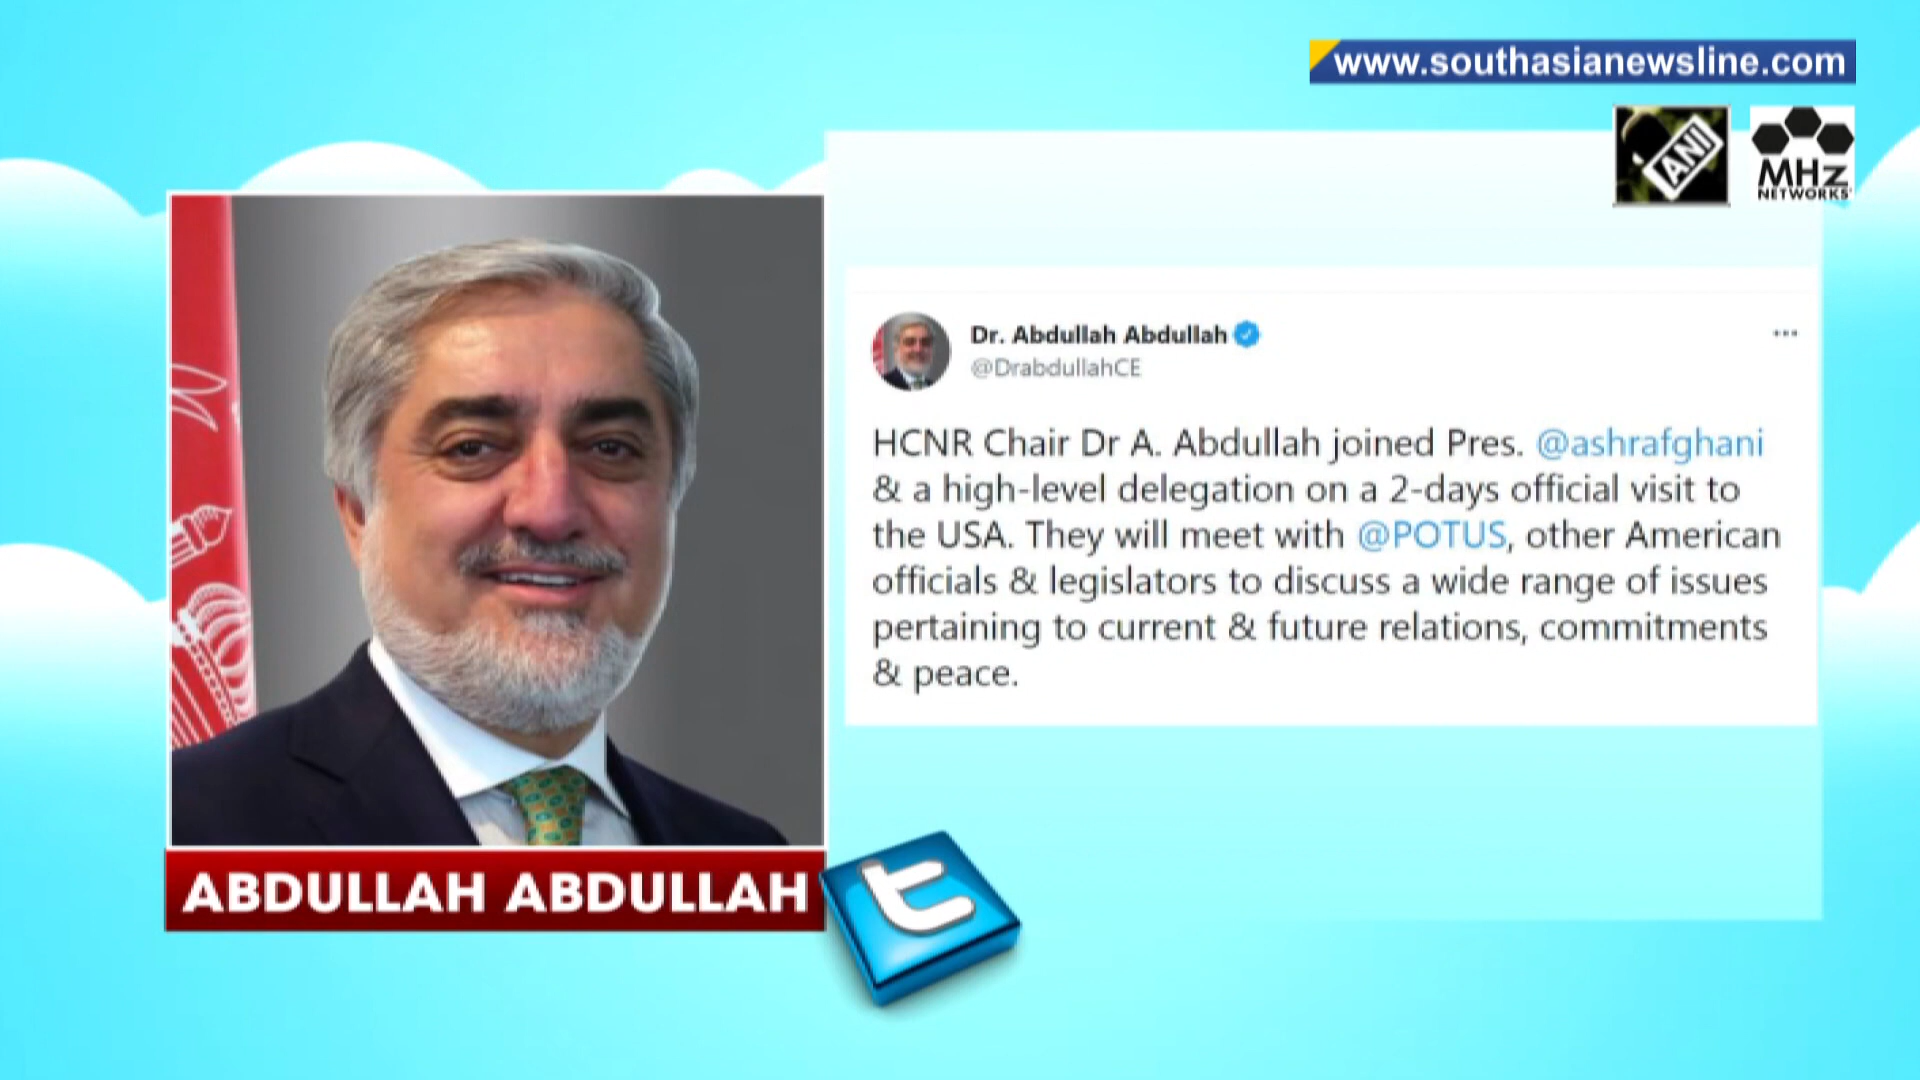 www.southasianewsline.com
ANI
MHz
NETWORKS
Dr. Abdullah Abdullah
@DrabdullahCE
HCNR Chair Dr A. Abdullah joined Pres. @ashrafghani
& a high-level delegation on a 2-days official visit to
the USA. They will meet with @POTUS, other American
officials & legislators to discuss a wide range of issues
pertaining to current & future relations, commitments
& peace.
ABDULLAH ABDULLAH
t